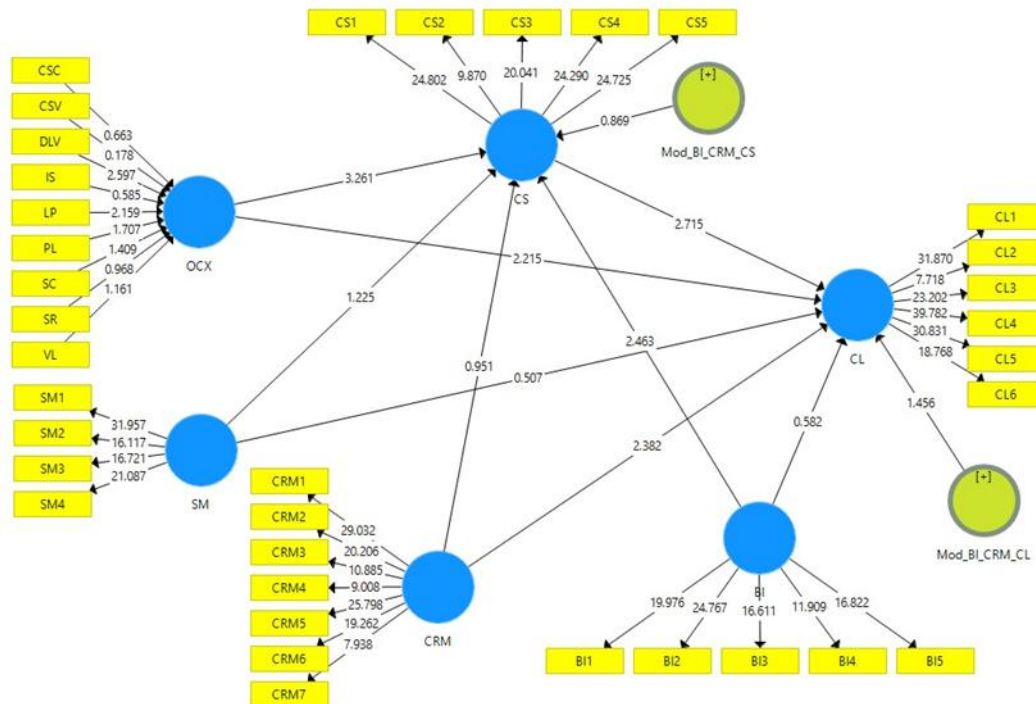 CS1
CS2
CS3
CS4
CS5
24.802
9.870
20.041
24.290
24.725
[+]
Mod_BI_CRM_CS
0.869
CS
CSC
CSV
DLV
IS
LP
PL
SC
SR
VL
0.663
0.178
2.597
0.585
2.159
1.707
1.409
0.968
1.161
OCX
3.261
2.215
2.715
1.225
0.951
2.463
0.507
2.382
0.582
1.456
CL
31.870
7.718
23.202
39.782
30.831
18.768
CL1
CL2
CL3
CL4
CL5
CL6
SM1
SM2
SM3
SM4
31.957
16.117
16.721
21.087
SM
CRM1
CRM2
CRM3
CRM4
CRM5
CRM6
CRM7
29.032
20.206
10.885
9.008
25.798
19.262
7.938
CRM
BI
19.976
24.767
16.611
11.909
16.822
BI1
BI2
BI3
BI4
BI5
[+]
Mod_BI_CRM_CL